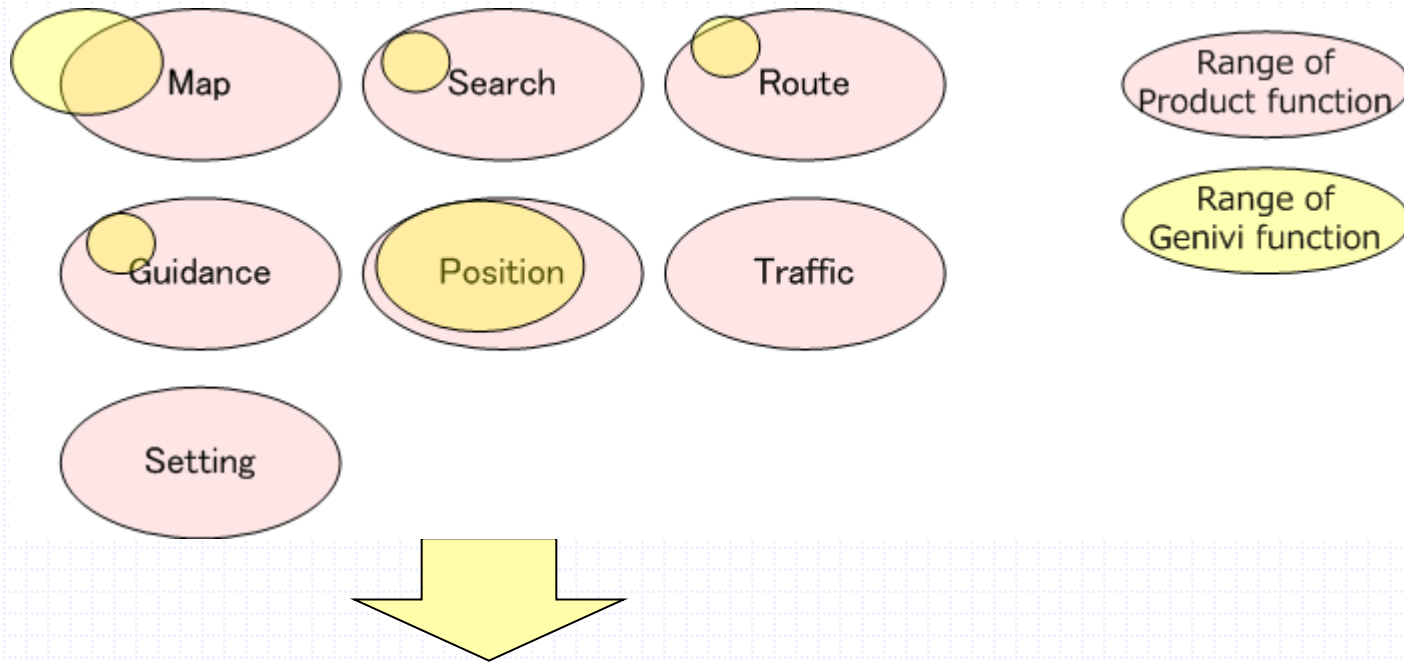 Map
Search
Route
Range of
Product function
Range of
Genivi function
Guidance
Position
Traffic
Setting